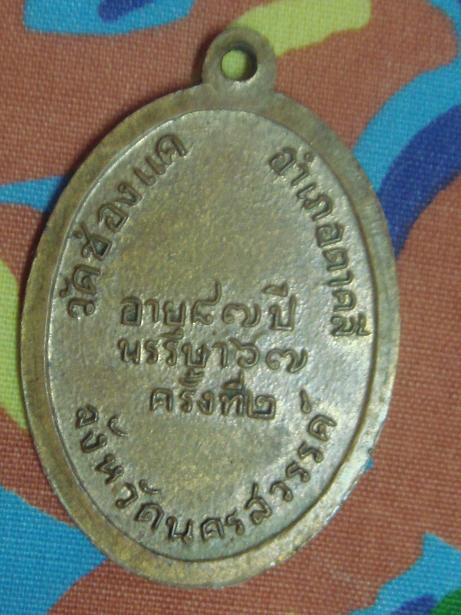 วัดช่องแค
อำเภอตาคลี
อายุ๘๗ปี
พรรษา๖๗
ครั้งที่๒
จังหวัดนครสวรรค์